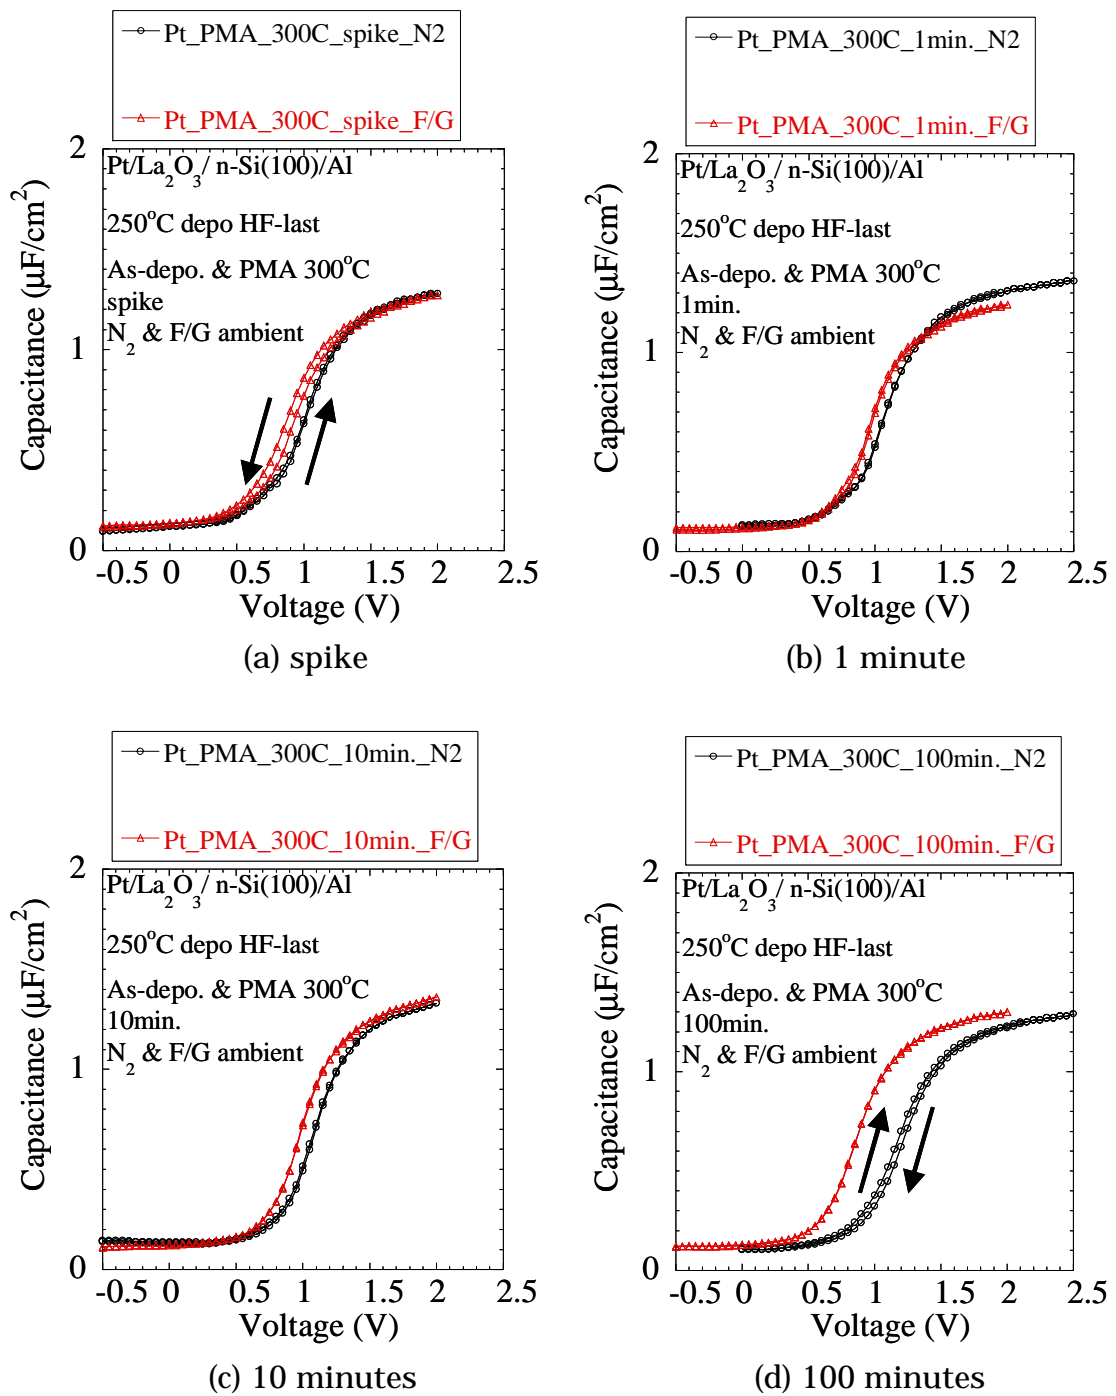 Pt_PMA_300C_spike_N2
Pt_PMA_300C_spike_F/G
2
Pt/La2O3/ n-Si(100)/Al
250°C depo HF-last
As-depo. & PMA 300°C
spike
N2 & F/G ambient
1
0
Capacitance (μF/cm2)
-0.5 0 0.5 1 1.5 2 2.5
Voltage (V)
(a) spike
Pt_PMA_300C_1min._N2
Pt_PMA_300C_1min._F/G
2
Pt/La2O3/ n-Si(100)/Al
250°C depo HF-last
As-depo. & PMA 300°C
1min.
N2 & F/G ambient
1
0
Capacitance (μF/cm2)
-0.5 0 0.5 1 1.5 2 2.5
Voltage (V)
(b) 1 minute
Pt_PMA_300C_10min._N2
Pt_PMA_300C_10min._F/G
2
Pt/La2O3/ n-Si(100)/Al
250°C depo HF-last
As-depo. & PMA 300°C
10min.
N2 & F/G ambient
1
0
Capacitance (μF/cm2)
-0.5 0 0.5 1 1.5 2 2.5
Voltage (V)
(c) 10 minutes
Pt_PMA_300C_100min._N2
Pt_PMA_300C_100min._F/G
2
Pt/La2O3/ n-Si(100)/Al
250°C depo HF-last
As-depo. & PMA 300°C
100min.
N2 & F/G ambient
1
0
Capacitance (μF/cm2)
-0.5 0 0.5 1 1.5 2 2.5
Voltage (V)
(d) 100 minutes